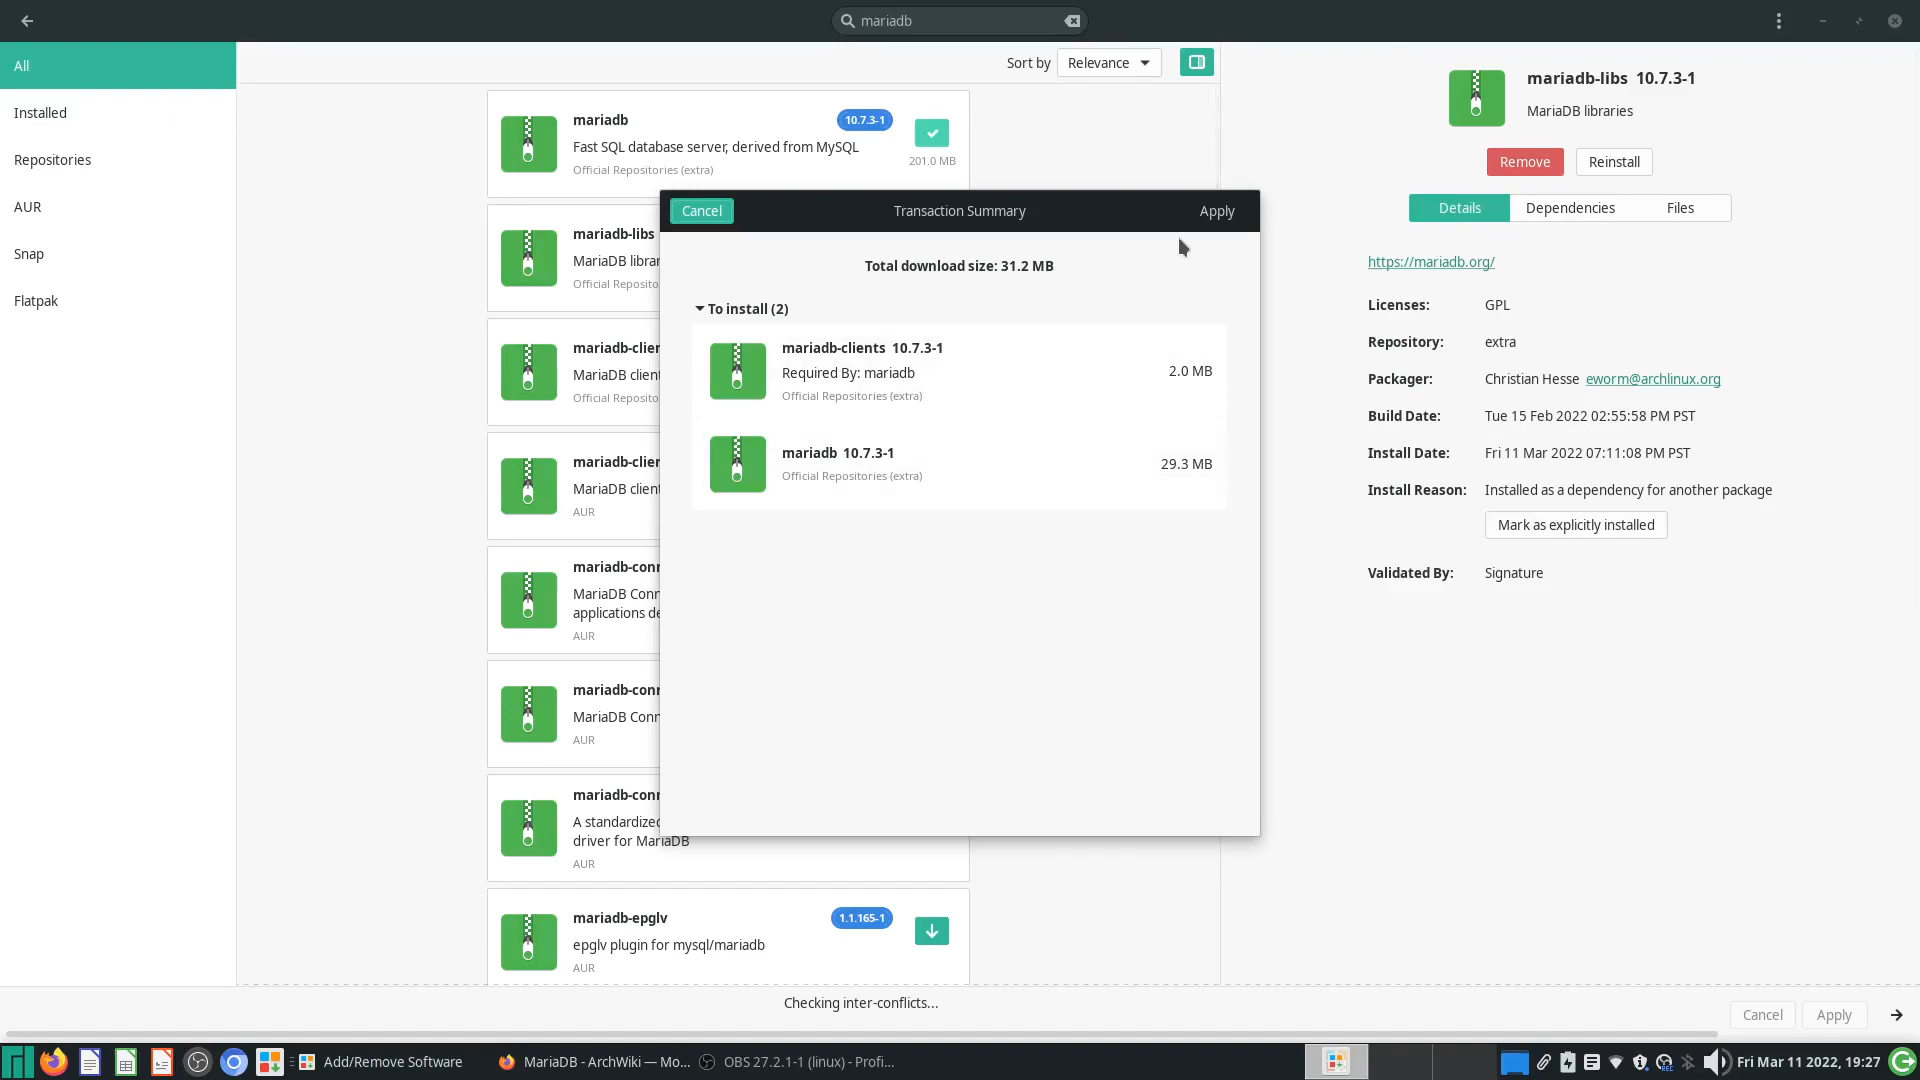 mariadb
All
Installed
Repositories
AUR
Snap
Flatpak
Sort by Relevance
mariadb 10.7.3-1
Fast SQL database server, derived from MySQL
201.0 MB
Official Repositories (extra)
mariadb-libs
MariaDB librar
Official Reposito
mariadb-clier
MariaDB client
Official Reposito
mariadb-clier
MariaDB client
AUR
mariadb-conn
MariaDB Conn
applications de
AUR
mariadb-conn
MariaDB Conn
AUR
mariadb-conn
A standardized
driver for MariaDB
AUR
mariadb-epglv 1.1.165-1
epglv plugin for mysql/mariadb
AUR
Cancel Transaction Summary Apply
Total download size: 31.2 MB
To install (2)
mariadb-clients 10.7.3-1
Required By: mariadb
2.0 MB
Official Repositories (extra)
mariadb 10.7.3-1
29.3 MB
Official Repositories (extra)
mariadb-libs 10.7.3-1
MariaDB libraries
Remove Reinstall
Details Dependencies Files
https://mariadb.org/
Licenses: GPL
Repository: extra
Packager: Christian Hesse eworm@archlinux.org
Build Date: Tue 15 Feb 2022 02:55:58 PM PST
Install Date: Fri 11 Mar 2022 07:11:08 PM PST
Install Reason: Installed as a dependency for another package
Mark as explicitly installed
Validated By: Signature
Checking inter-conflicts...
Cancel Apply
Add/Remove Software MariaDB - ArchWiki — Mo... OBS 27.2.1-1 (linux) - Profi... REC Fri Mar 11 2022, 19:27